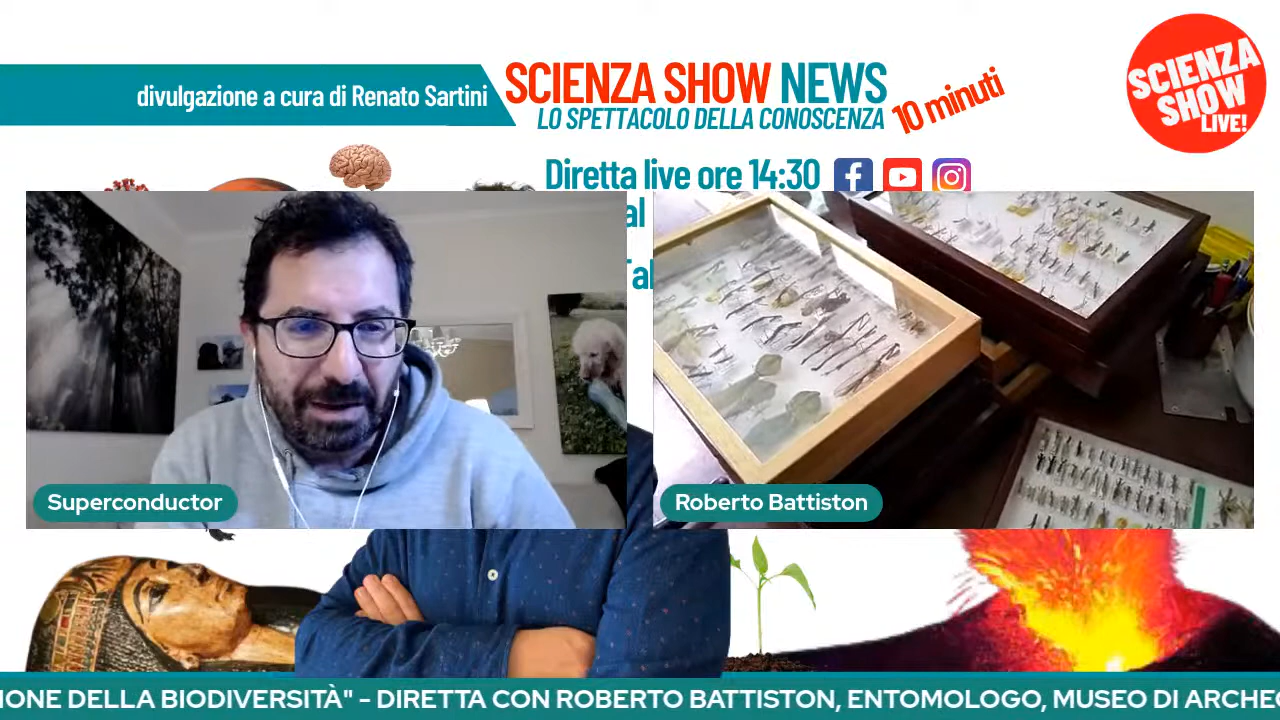 divulgazione a cura di Renato Sartini
SCIENZA SHOW NEWS
LO SPETTACOLO DELLA CONOSCENZA
10 minuti
SCIENZA
SHOW
LIVE!
Diretta live ore 14:30
al
Superconductor
Roberto Battiston
IONE DELLA BIODIVERSITÀ" - DIRETTA CON ROBERTO BATTISTON, ENTOMOLOGO, MUSEO DI ARCHEO